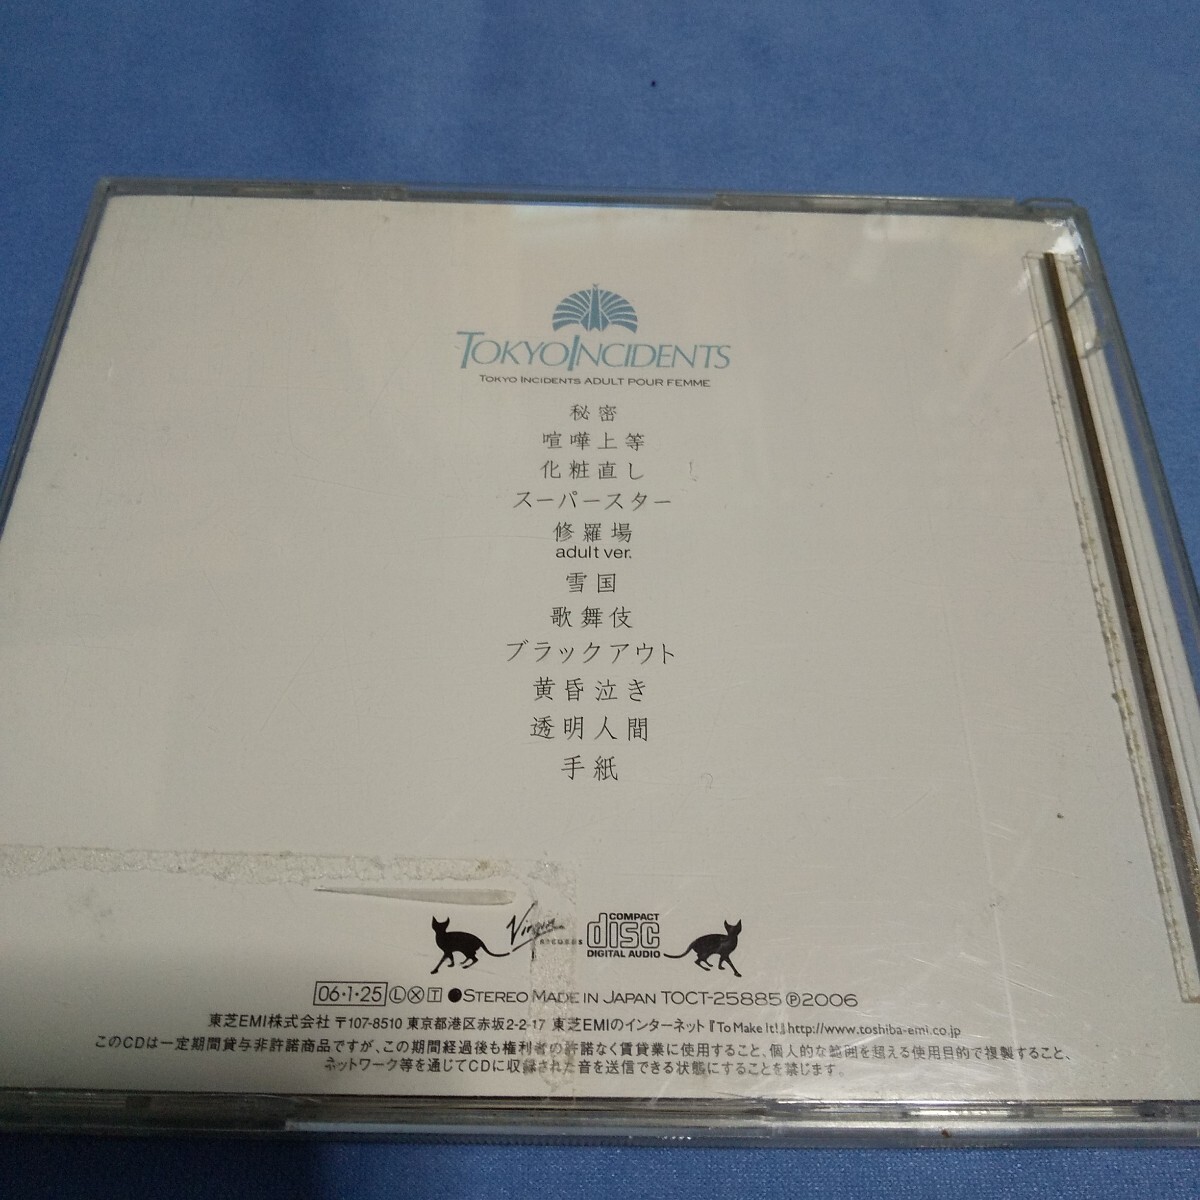 TOKYO INCIDENTS
TOKYO INCIDENTS ADULT POUR FEMME
秘密
喧嘩上等
化粧直し
スーパースター
修羅場
adult ver.
雪国
歌舞伎
ブラックアウト
黄昏泣き
透明人間
手紙
Virgin RECORDS COMPACT disc DIGITAL AUDIO
06・1・25 Ⓛ Ⓧ T ●STEREO MADE IN JAPAN TOCT-25885 Ⓟ2006
東芝EMI株式会社 〒107-8510 東京都港区赤坂2-2-17 東芝EMIのインターネット『To Make It!』http://www.toshiba-emi.co.jp
このCDは一定期間貸与非許諾商品ですが、この期間経過後も権利者の許諾なく賃貸業に使用すること、個人的な範囲を超える使用目的で複製すること、
ネットワーク等を通じてCDに収録された音を送信できる状態にすることを禁じます。